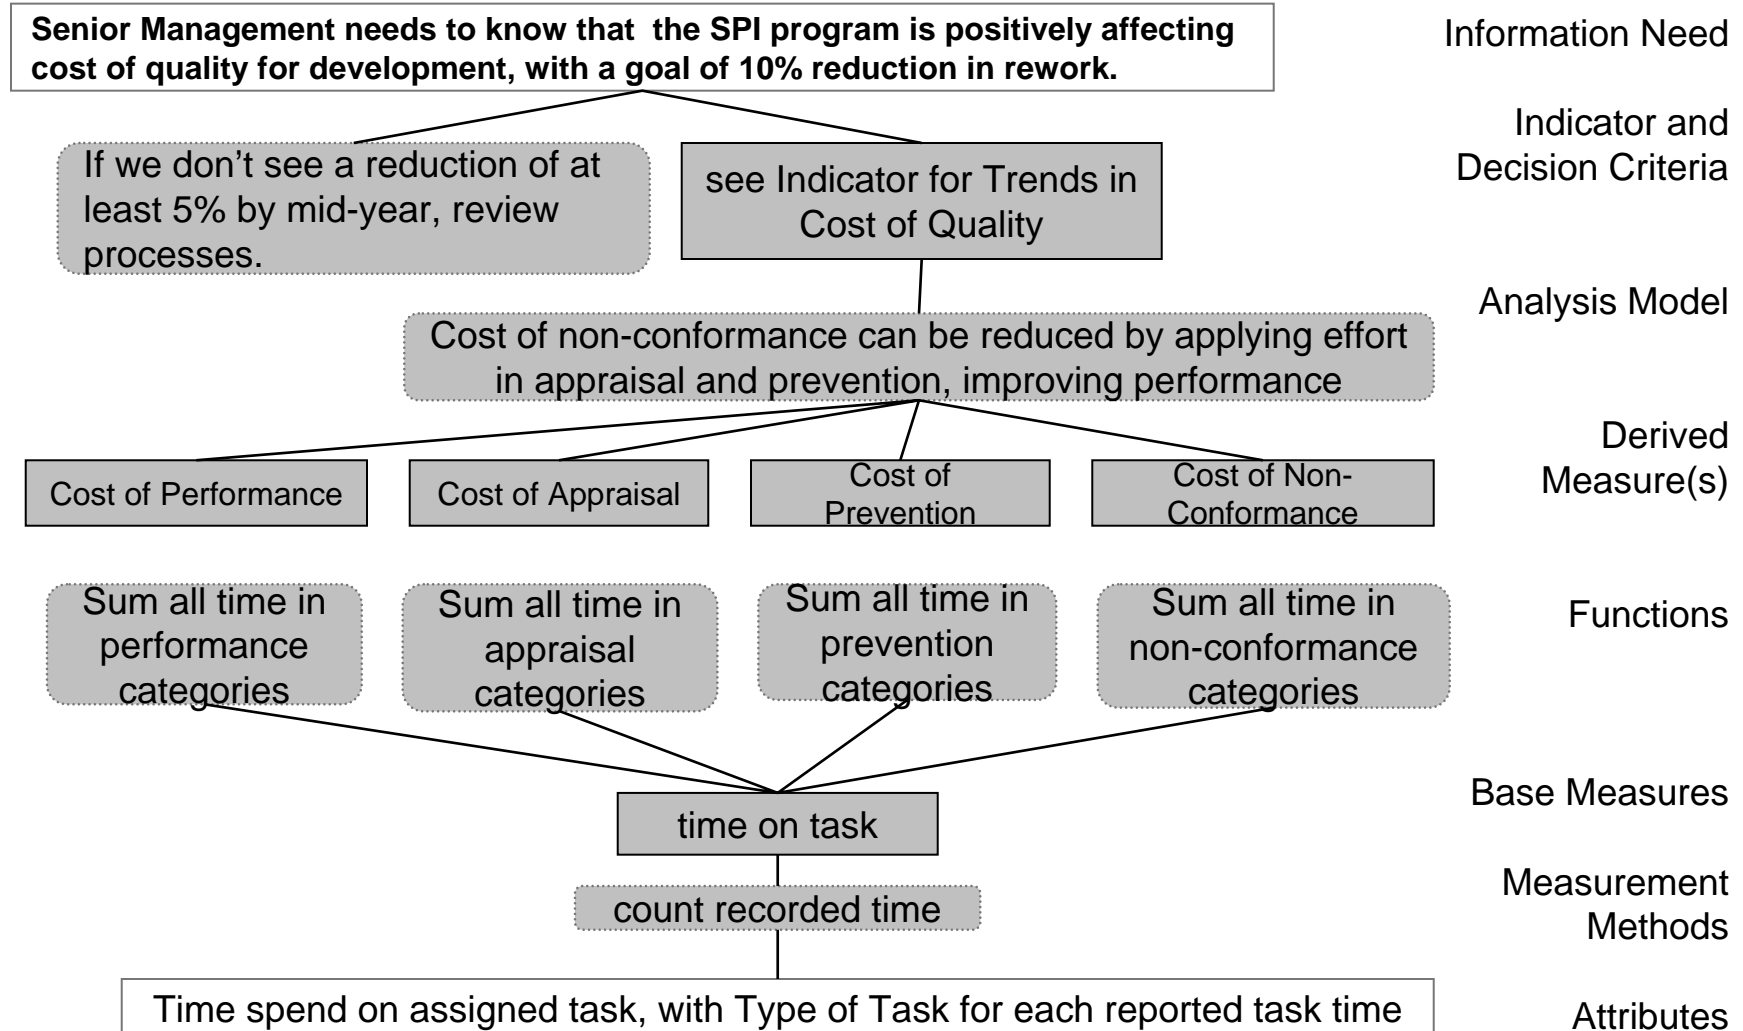 Senior Management needs to know that the SPI program is positively affecting
cost of quality for development, with a goal of 10% reduction in rework.
Information Need
Indicator and
Decision Criteria
If we don’t see a reduction of at
least 5% by mid-year, review
processes.
see Indicator for Trends in
Cost of Quality
Analysis Model
Cost of non-conformance can be reduced by applying effort
in appraisal and prevention, improving performance
Derived
Measure(s)
Cost of Performance
Cost of Appraisal
Cost of
Prevention
Cost of Non-
Conformance
Sum all time in
performance
categories
Sum all time in
appraisal
categories
Sum all time in
prevention
categories
Sum all time in
non-conformance
categories
Functions
Base Measures
time on task
Measurement
Methods
count recorded time
Time spend on assigned task, with Type of Task for each reported task time
Attributes